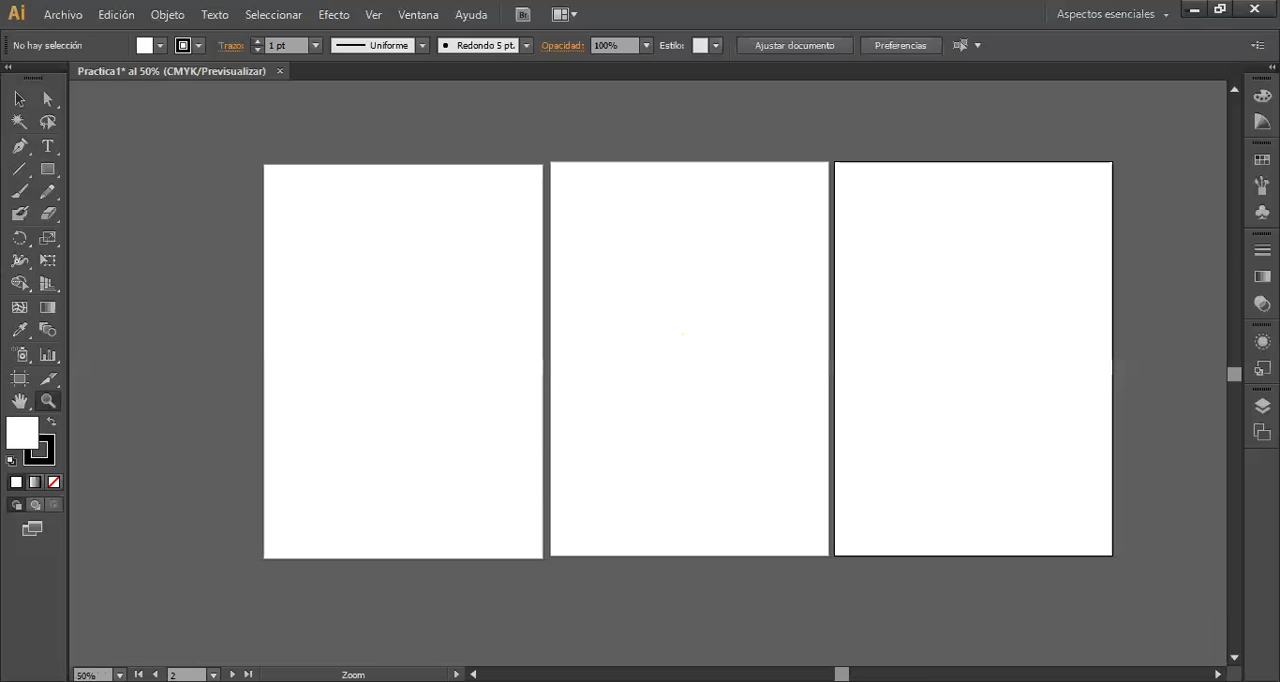 Ai Archivo Edición Objeto Texto Seleccionar Efecto Ver Ventana Ayuda Br Aspectos esenciales
No hay selección Trazo: 1 pt Uniforme Redondo 5 pt. Opacidad: 100% Estilo: Ajustar documento Preferencias
Practica1* al 50% (CMYK/Previsualizar) ×
T
50% 2 Zoom